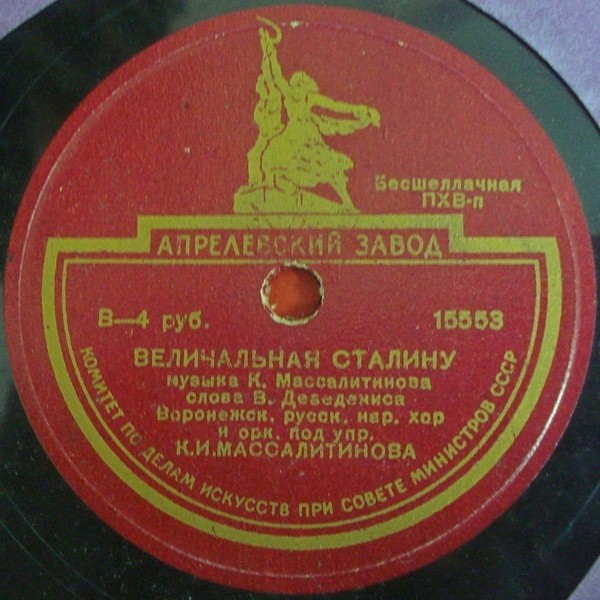 Бесшеллачная
ПХВ-п
АПРЕЛЕВСКИЙ ЗАВОД
В—4 руб.
15553
ВЕЛИЧАЛЬНАЯ СТАЛИНУ
музыка К. Массалитинова
слова В. Дезедениса
Воронежск. русск. нар. хор
и орк. под упр.
К.И.МАССАЛИТИНОВА
КОМИТЕТ ПО ДЕЛАМ ИСКУССТВ ПРИ СОВЕТЕ МИНИСТРОВ СССР